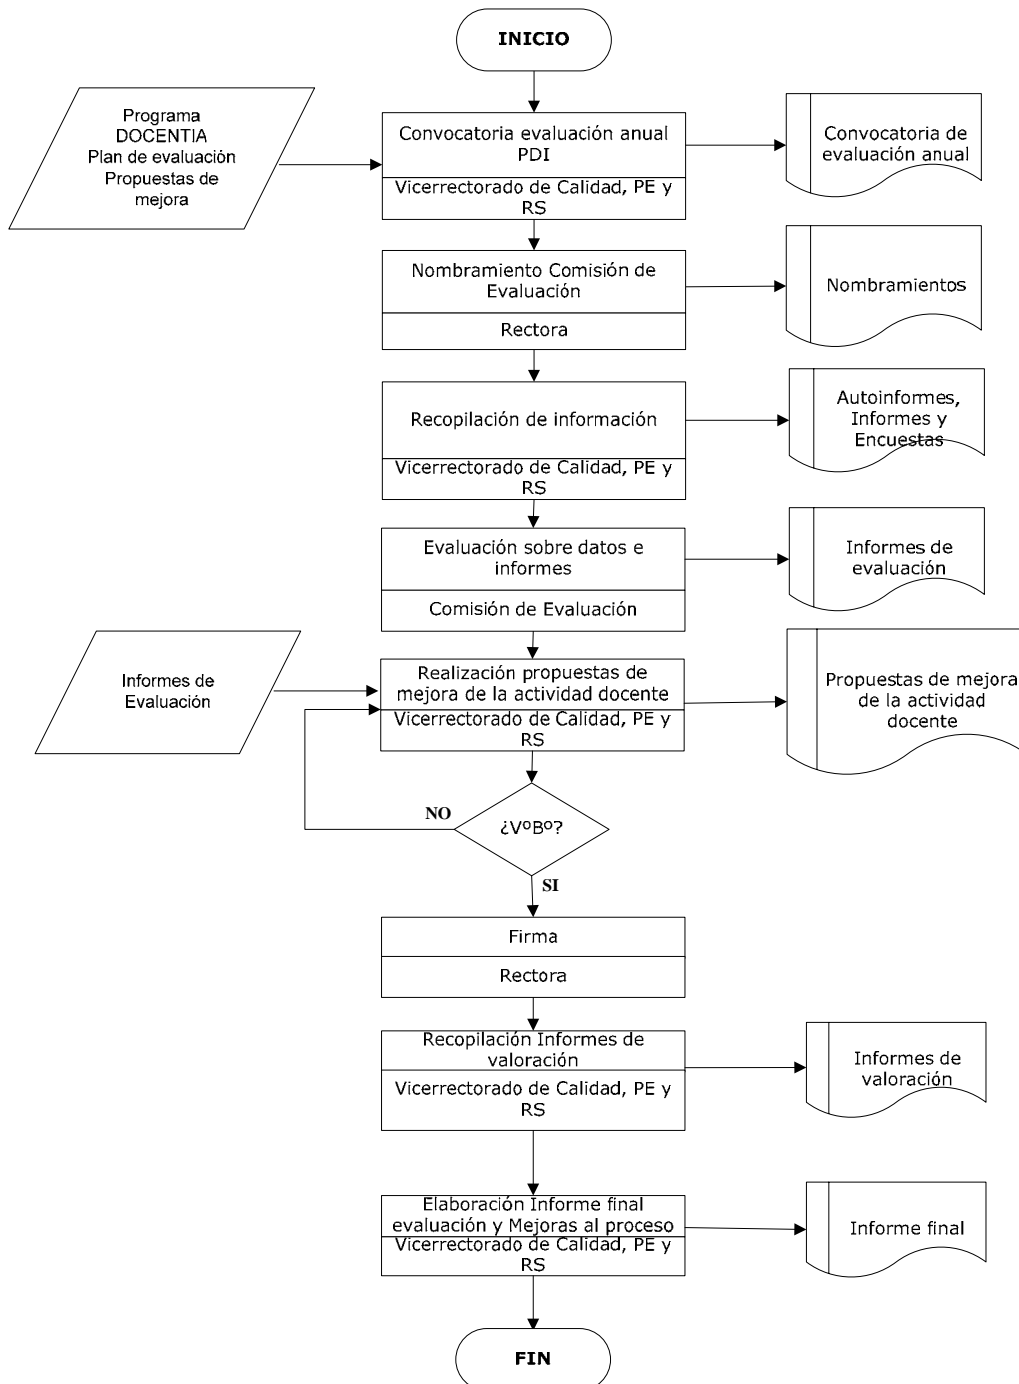 INICIO
Programa
DOCENTIA
Plan de evaluación
Propuestas de
mejora
Convocatoria evaluación anual
PDI
Vicerrectorado de Calidad, PE y
RS
Convocatoria de
evaluación anual
Nombramiento Comisión de
Evaluación
Rectora
Nombramientos
Recopilación de información
Vicerrectorado de Calidad, PE y
RS
Autoinformes,
Informes y
Encuestas
Evaluación sobre datos e
informes
Comisión de Evaluación
Informes de
evaluación
Informes de
Evaluación
Realización propuestas de
mejora de la actividad docente
Vicerrectorado de Calidad, PE y
RS
Propuestas de mejora
de la actividad
docente
NO
¿VºBº?
SI
Firma
Rectora
Recopilación Informes de
valoración
Vicerrectorado de Calidad, PE y
RS
Informes de
valoración
Elaboración Informe final
evaluación y Mejoras al proceso
Vicerrectorado de Calidad, PE y
RS
Informe final
FIN